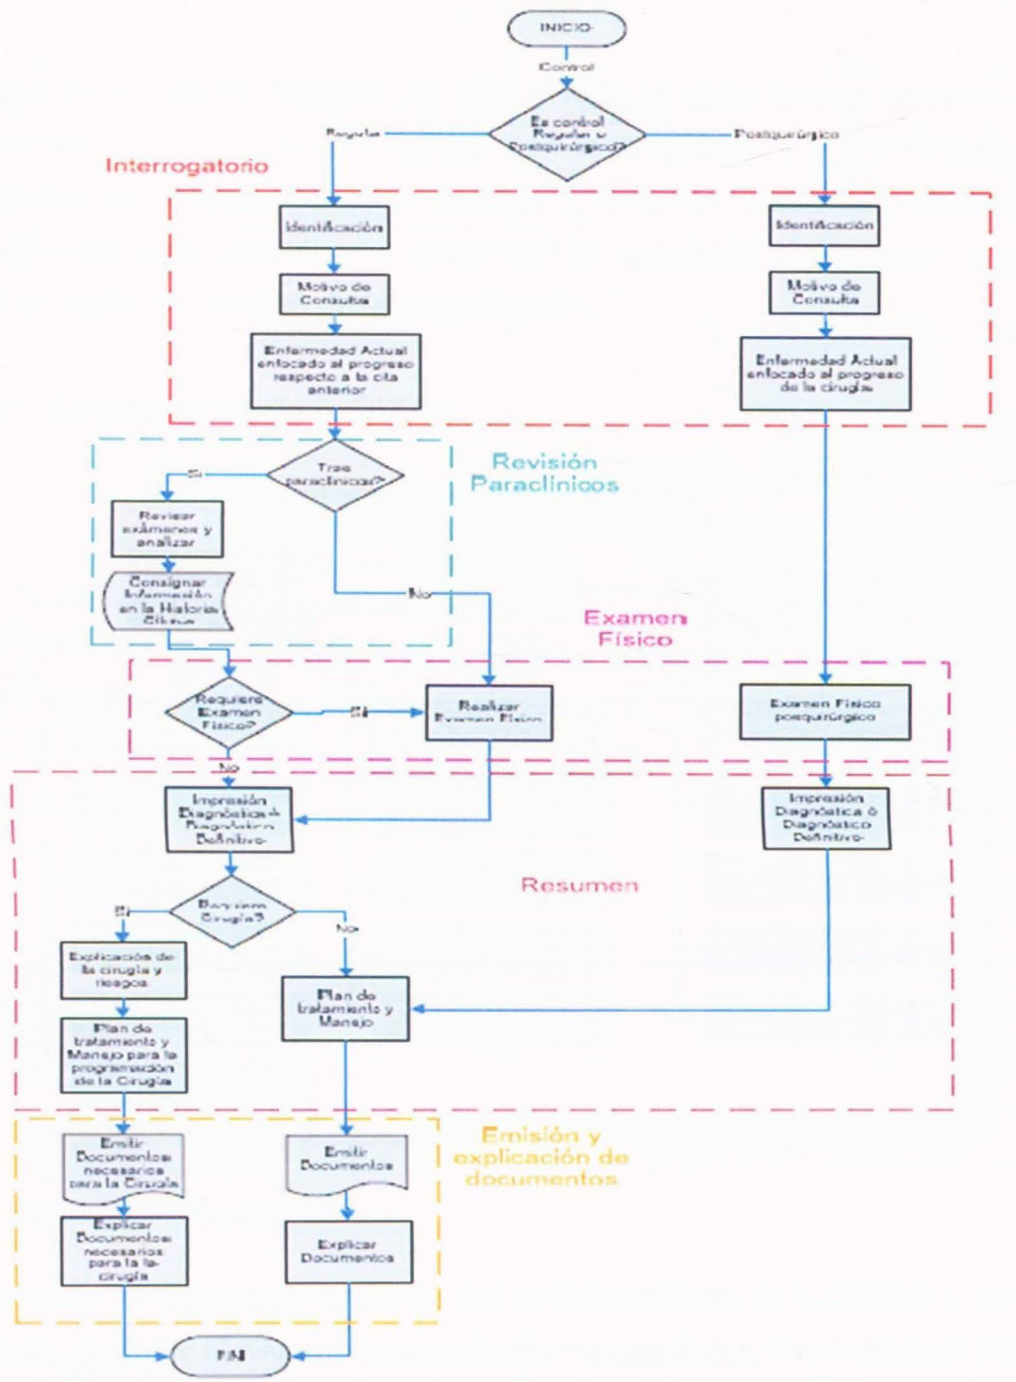 INICIO
Control
Es control
Regular o
Postquirúrgico?
Regular
Postquirúrgico
Interrogatorio
Identificación
Motivo de
Consulta
Enfermedad Actual
enfocado al progreso
respecto a la cita
anterior
Identificación
Motivo de
Consulta
Enfermedad Actual
enfocado al progreso
de la cirugía
Revisión
Paraclínicos
Trae
paraclínicos?
Si
Revisar
exámenes y
analizar
Consignar
Información
en la Historia
Clínica
No
Examen
Físico
Requiere
Examen
Físico?
Si
Realizar
Examen Físico
Examen Físico
posquirúrgico
No
Impresión
Diagnóstica ó
Diagnóstico
Definitivo
Impresión
Diagnóstica ó
Diagnóstico
Definitivo
Resumen
Requiere
Cirugía?
Si
No
Explicación de
la cirugía y
riesgos
Plan de
tratamiento y
Manejo
Plan de
tratamiento y
Manejo para la
programación
de la Cirugía
Emisión y
explicación de
documentos
Emitir
Documentos
necesarios
para la Cirugía
Emitir
Documentos
Explicar
Documentos
necesarios
para la la
cirugía
Explicar
Documentos
FIN